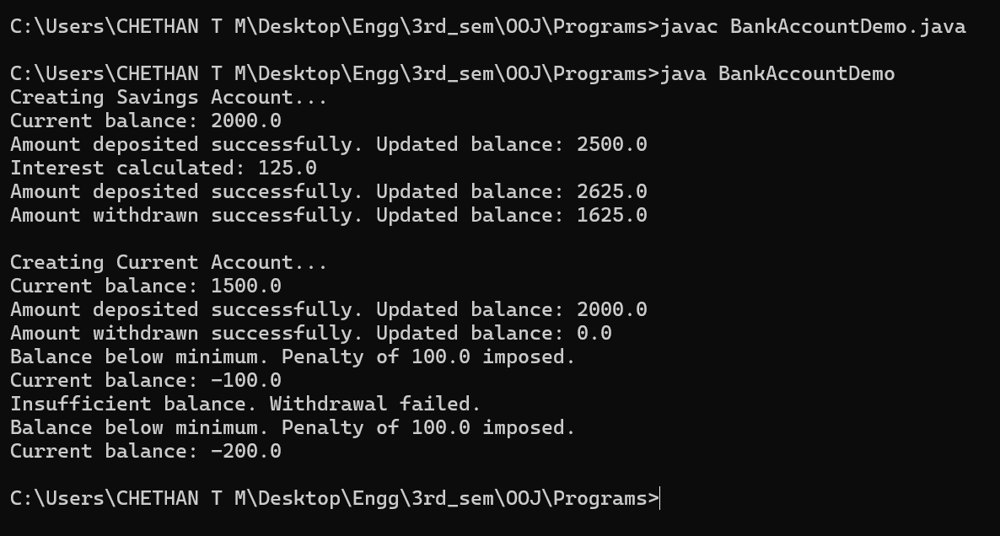 C:\Users\CHETHAN T M\Desktop\Engg\3rd_sem\OOJ\Programs>javac BankAccountDemo.java
C:\Users\CHETHAN T M\Desktop\Engg\3rd_sem\OOJ\Programs>java BankAccountDemo
Creating Savings Account...
Current balance: 2000.0
Amount deposited successfully. Updated balance: 2500.0
Interest calculated: 125.0
Amount deposited successfully. Updated balance: 2625.0
Amount withdrawn successfully. Updated balance: 1625.0
Creating Current Account...
Current balance: 1500.0
Amount deposited successfully. Updated balance: 2000.0
Amount withdrawn successfully. Updated balance: 0.0
Balance below minimum. Penalty of 100.0 imposed.
Current balance: -100.0
Insufficient balance. Withdrawal failed.
Balance below minimum. Penalty of 100.0 imposed.
Current balance: -200.0
C:\Users\CHETHAN T M\Desktop\Engg\3rd_sem\OOJ\Programs>